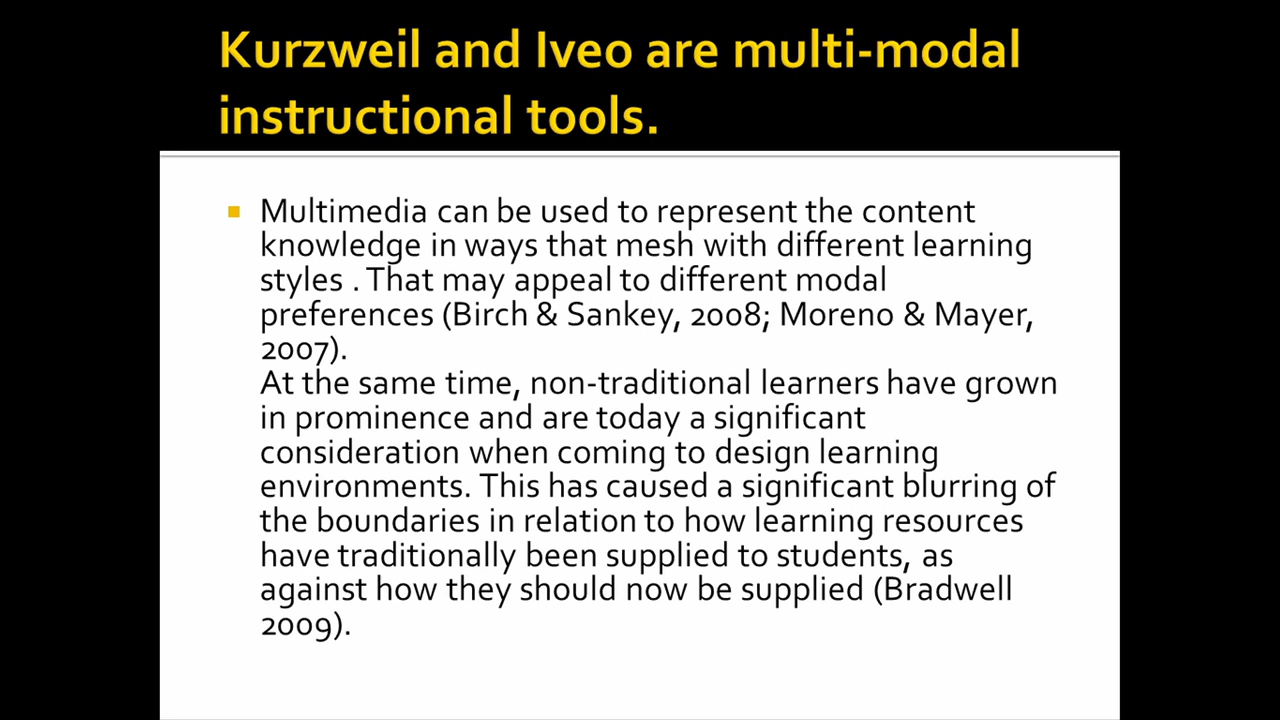 Kurzweil and Iveo are multi-modal
instructional tools.
Multimedia can be used to represent the content
knowledge in ways that mesh with different learning
styles . That may appeal to different modal
preferences (Birch & Sankey, 2008; Moreno & Mayer,
2007).
At the same time, non-traditional learners have grown
in prominence and are today a significant
consideration when coming to design learning
environments. This has caused a significant blurring of
the boundaries in relation to how learning resources
have traditionally been supplied to students, as
against how they should now be supplied (Bradwell
2009).